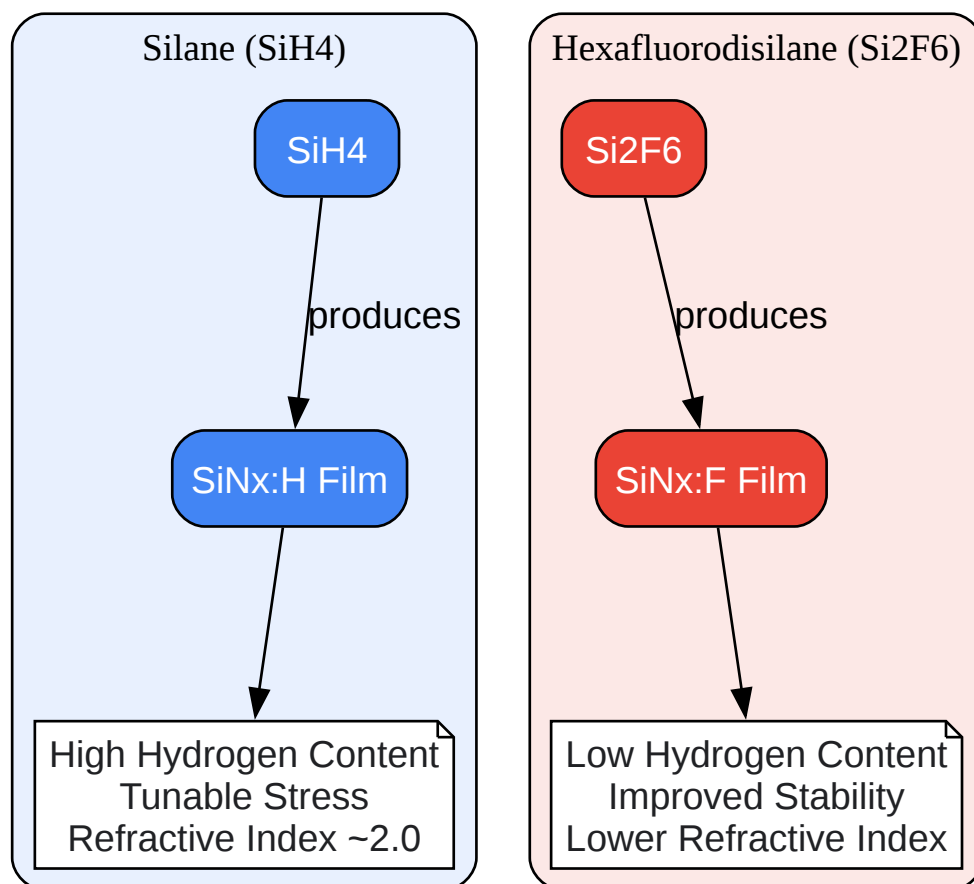 Silane (SiH4)
SiH4
produces
SiNx:H Film
High Hydrogen Content
Tunable Stress
Refractive Index ~2.0
Hexafluorodisilane (Si2F6)
Si2F6
produces
SiNx:F Film
Low Hydrogen Content
Improved Stability
Lower Refractive Index